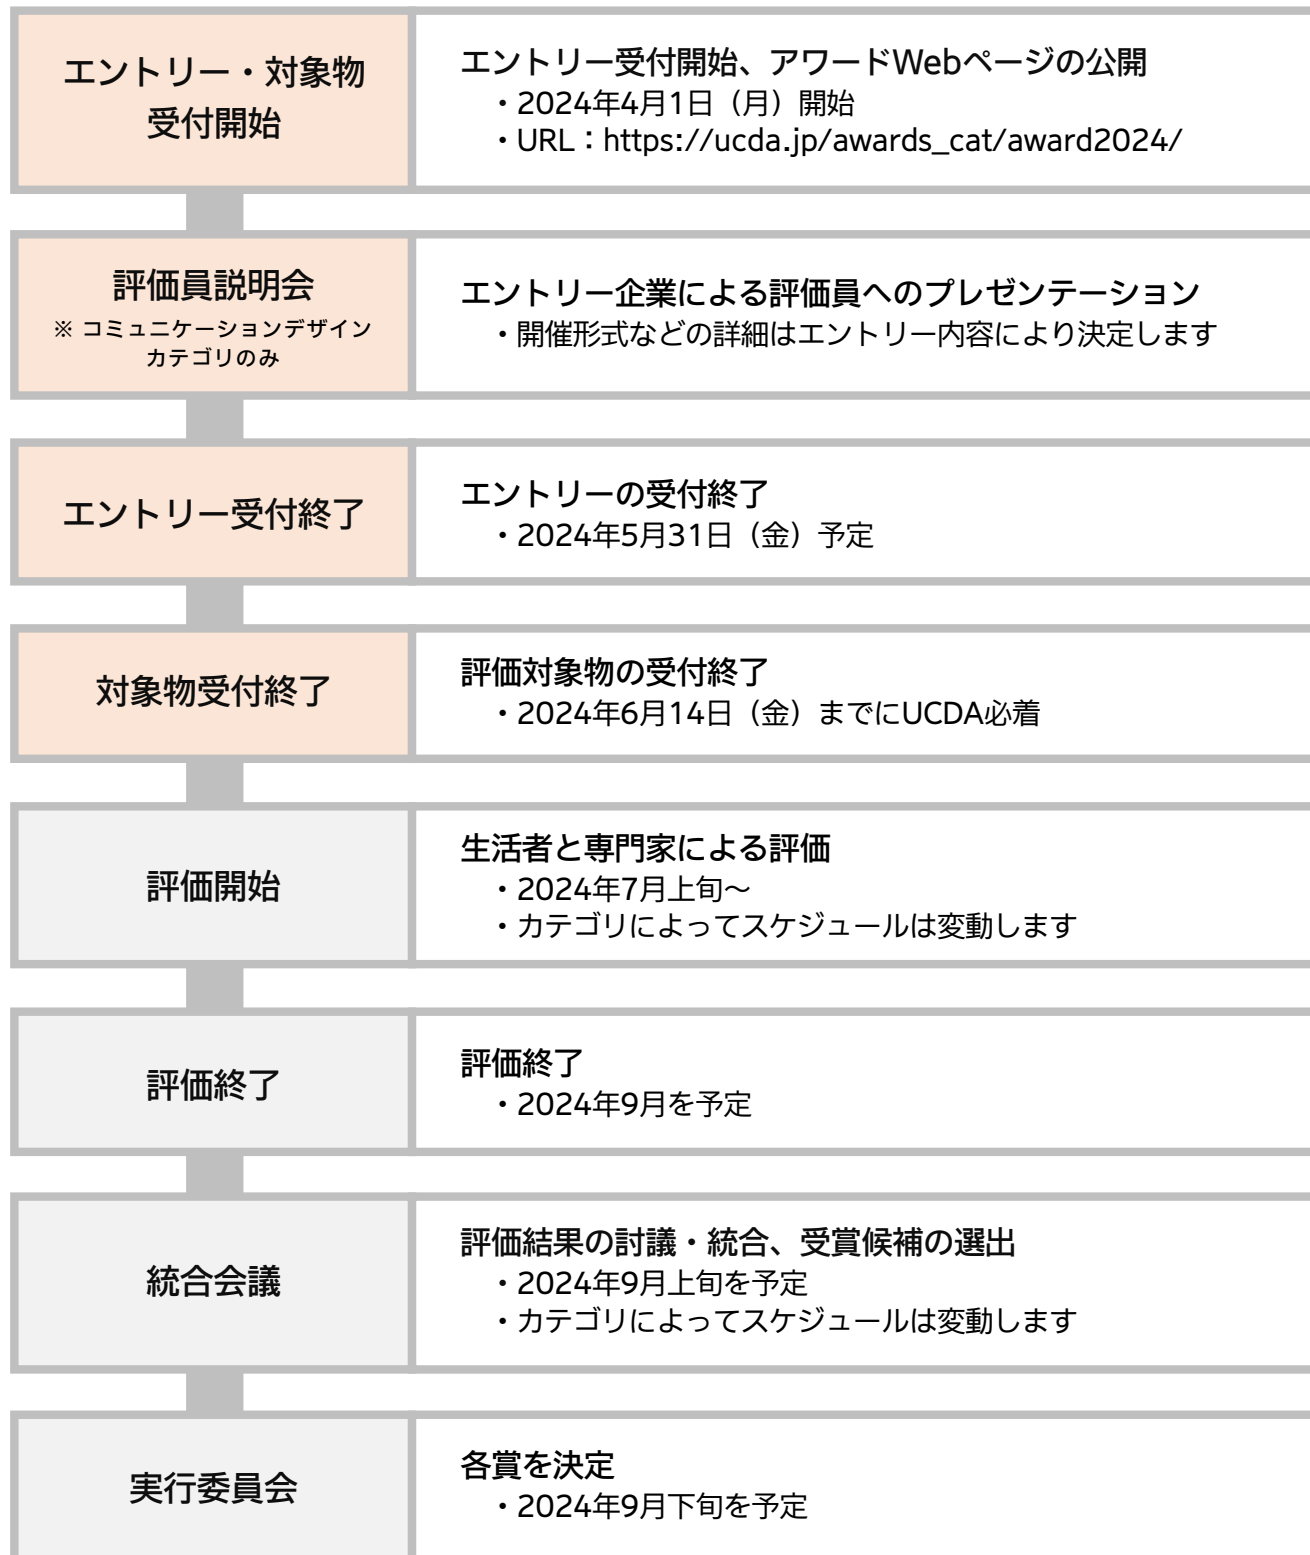 エントリー・対象物
受付開始
エントリー受付開始、アワードWebページの公開
・2024年4月1日（月）開始
・URL：https://ucda.jp/awards_cat/award2024/
評価員説明会
※ コミュニケーションデザイン
カテゴリのみ
エントリー企業による評価員へのプレゼンテーション
・開催形式などの詳細はエントリー内容により決定します
エントリー受付終了
エントリーの受付終了
・2024年5月31日（金）予定
対象物受付終了
評価対象物の受付終了
・2024年6月14日（金）までにUCDA必着
評価開始
生活者と専門家による評価
・2024年7月上旬～
・カテゴリによってスケジュールは変動します
評価終了
評価終了
・2024年9月を予定
統合会議
評価結果の討議・統合、受賞候補の選出
・2024年9月上旬を予定
・カテゴリによってスケジュールは変動します
実行委員会
各賞を決定
・2024年9月下旬を予定